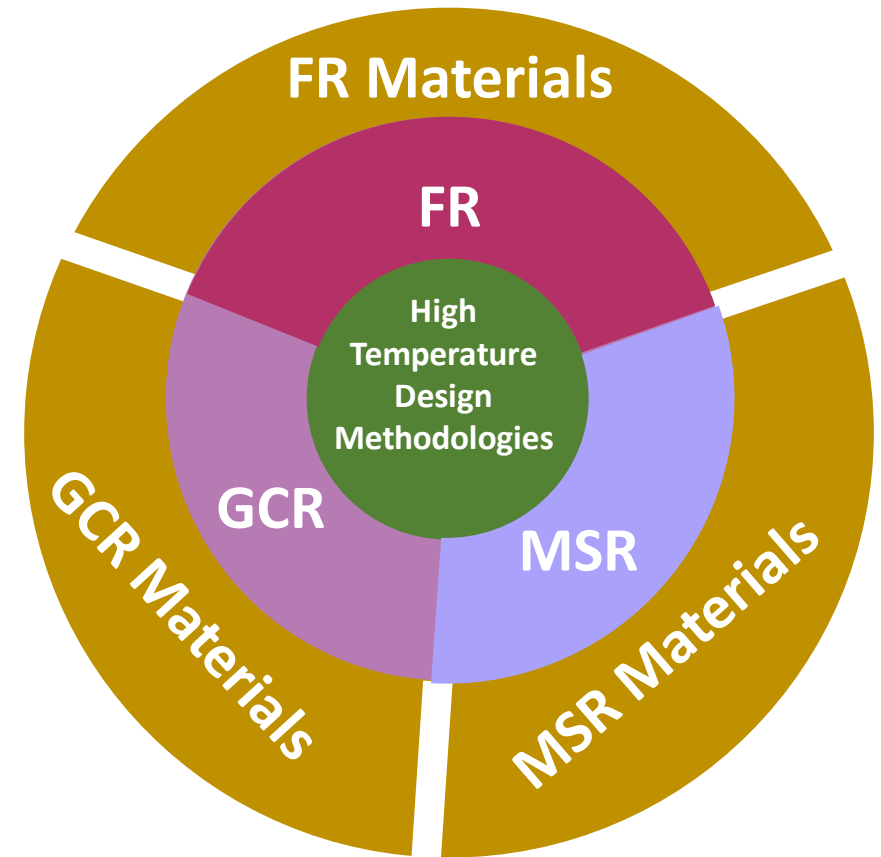 FR Materials
FR
High
Temperature
Design
Methodologies
GCR
MSR
GCR Materials
MSR Materials